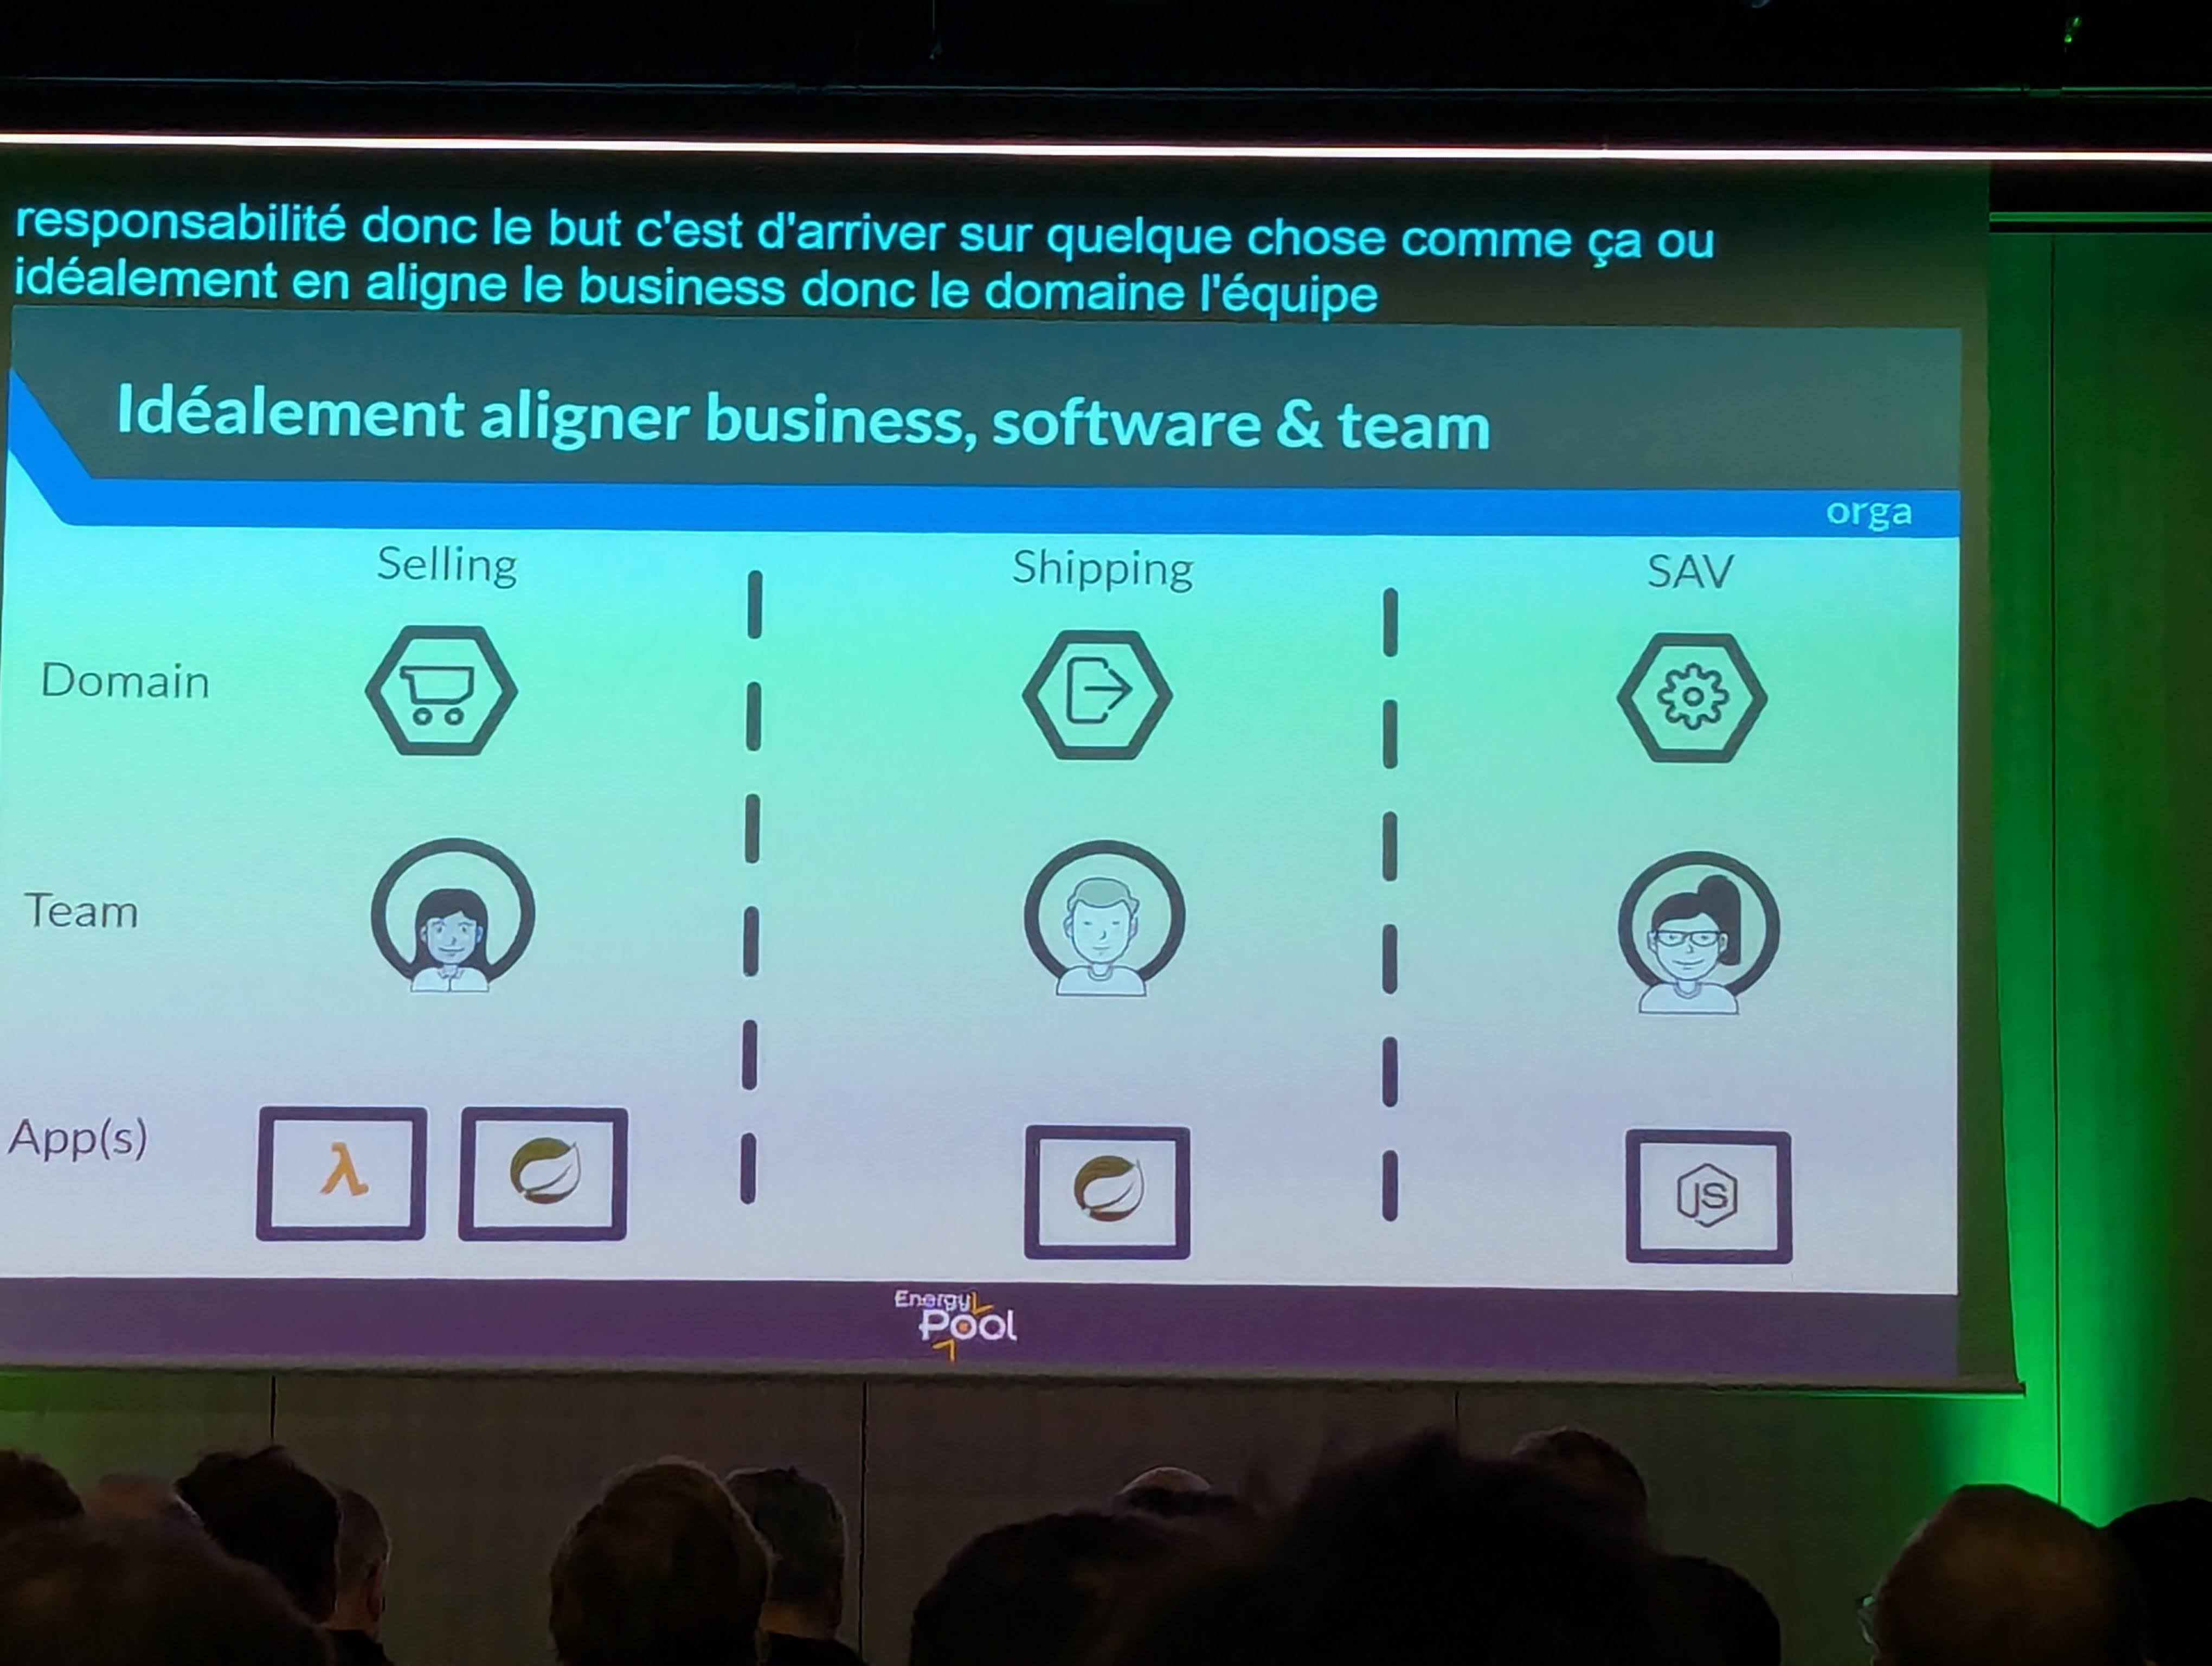 responsabilité donc le but c'est d'arriver sur quelque chose comme ça ou
idéalement en aligne le business donc le domaine l'équipe
Idéalement aligner business, software & team
orga
Selling Shipping SAV
Domain
Team
App(s)
λ
JS
Energy
Pool